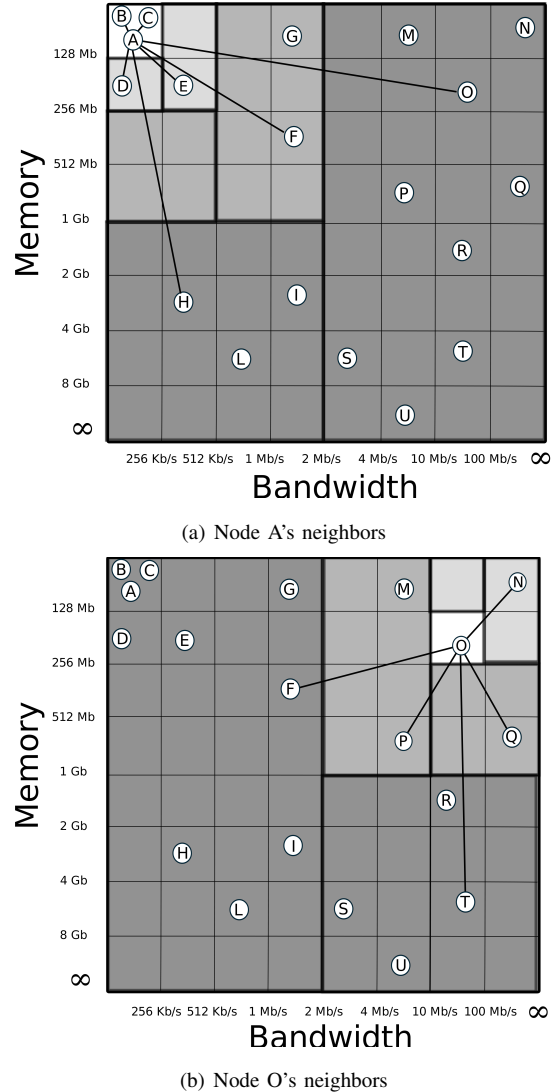 B C G M N
A
128 Mb
D E O
256 Mb
F
512 Mb
P Q
1 Gb
R
2 Gb
H I
4 Gb
L S T
8 Gb
U
∞
Memory
256 Kb/s 512 Kb/s 1 Mb/s 2 Mb/s 4 Mb/s 10 Mb/s 100 Mb/s ∞
Bandwidth
(a) Node A's neighbors
B C G M N
A
128 Mb
D E O
256 Mb
F
512 Mb
P Q
1 Gb
R
2 Gb
H I
4 Gb
L S T
8 Gb
U
∞
Memory
256 Kb/s 512 Kb/s 1 Mb/s 2 Mb/s 4 Mb/s 10 Mb/s 100 Mb/s ∞
Bandwidth
(b) Node O's neighbors